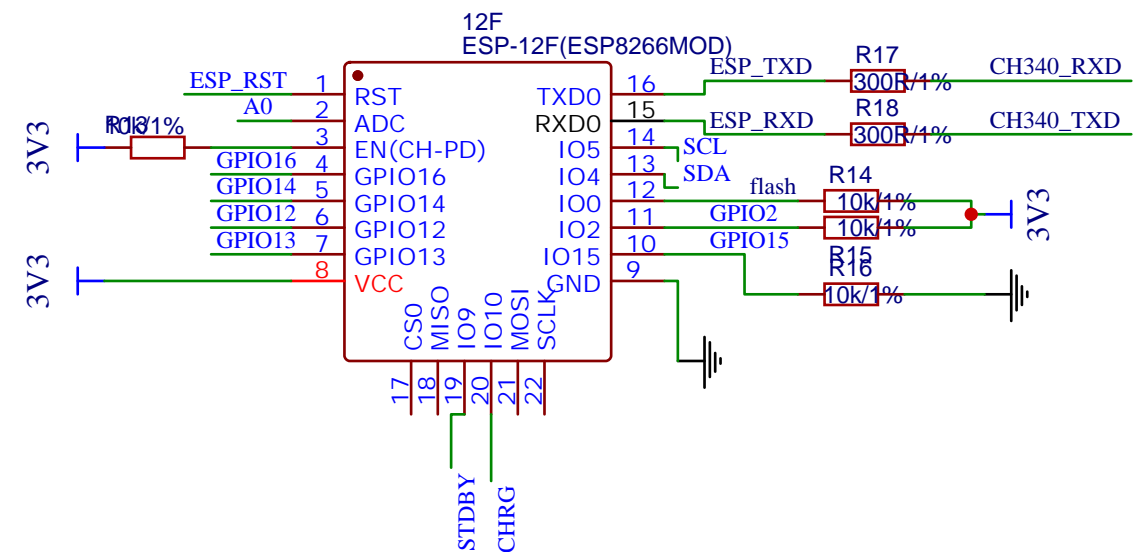 12F
ESP-12F(ESP8266MOD)
ESP_RST
1
RST
A0
2
ADC
10k/1%
3V3
3
EN(CH-PD)
GPIO16
4
GPIO16
GPIO14
5
GPIO14
GPIO12
6
GPIO12
GPIO13
7
GPIO13
3V3
8
VCC
TXD0
16
ESP_TXD
R17
300R/1%
CH340_RXD
RXD0
15
ESP_RXD
R18
300R/1%
CH340_TXD
IO5
14
SCL
IO4
13
SDA
IO0
12
flash
R14
10k/1%
3V3
IO2
11
GPIO2
10k/1%
R15
IO15
10
GPIO15
R16
10k/1%
GND
9
CS0
MISO
IO9
IO10
MOSI
SCLK
17
18
19
20
21
22
STDBY
CHRG